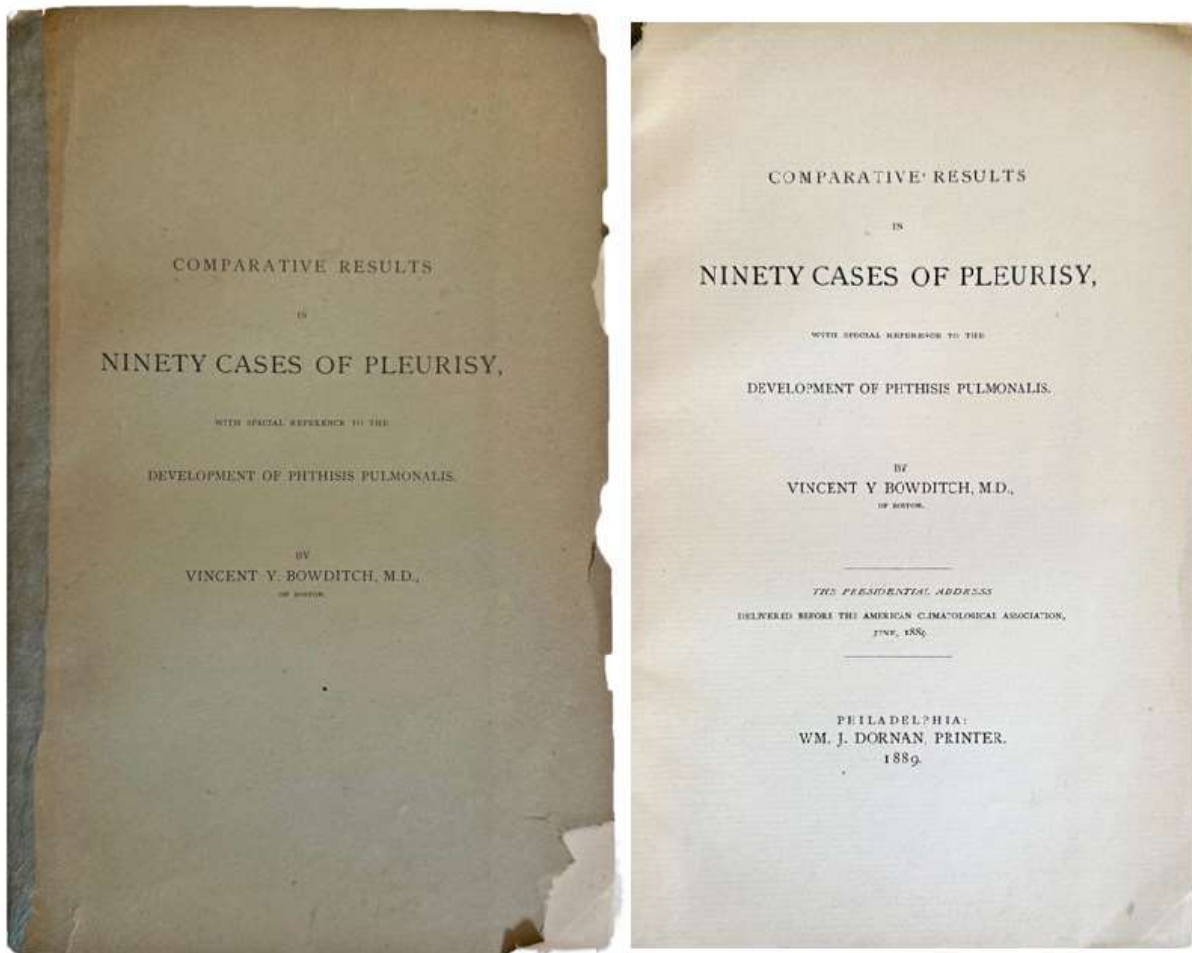 COMPARATIVE RESULTS
IN
NINETY CASES OF PLEURISY,
WITH SPECIAL REFERENCE TO THE
DEVELOPMENT OF PHTHISIS PULMONALIS.
BY
VINCENT Y. BOWDITCH, M.D.,
OF BOSTON.
COMPARATIVE RESULTS
IN
NINETY CASES OF PLEURISY,
WITH SPECIAL REFERENCE TO THE
DEVELOPMENT OF PHTHISIS PULMONALIS.
BY
VINCENT Y BOWDITCH, M.D.,
OF BOSTON.
THE PRESIDENTIAL ADDRESS
DELIVERED BEFORE THE AMERICAN CLIMATOLOGICAL ASSOCIATION,
JUNE, 1889.
PHILADELPHIA:
WM. J. DORNAN, PRINTER.
1889.